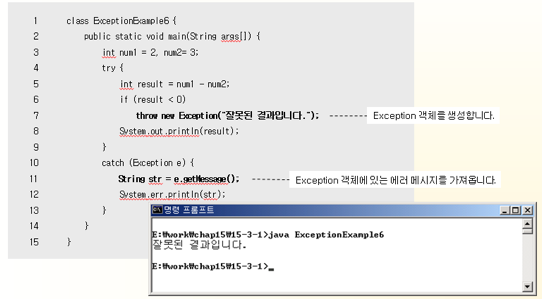 1 class ExceptionExample6 {
2 public static void main(String args[]) {
3 int num1 = 2, num2= 3;
4 try {
5 int result = num1 - num2;
6 if (result < 0)
7 throw new Exception("잘못된 결과입니다."); -------- Exception 객체를 생성합니다.
8 System.out.println(result);
9 }
10 catch (Exception e) {
11 String str = e.getMessage(); -------- Exception 객체에 있는 에러 메시지를 가져옵니다.
12 System.err.println(str);
13 }
14 }
15 }
명령 프롬프트
E:\work\chap15\15-3-1>java ExceptionExample6
잘못된 결과입니다.
E:\work\chap15\15-3-1>_